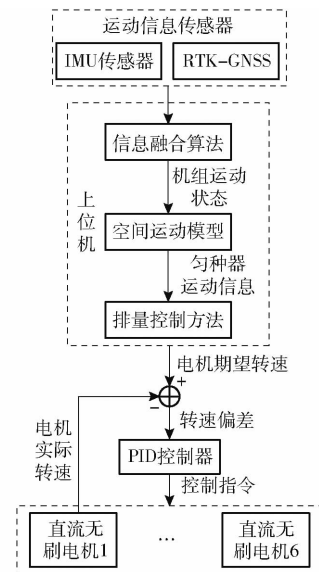 运动信息传感器
IMU传感器
RTK-GNSS
信息融合算法
机组运动
状态
上
位
机
空间运动模型
匀种器
运动信息
排量控制方法
电机期望转速
+
−
转速偏差
电机
实际
转速
PID控制器
控制指令
直流无
刷电机1
…
直流无
刷电机6